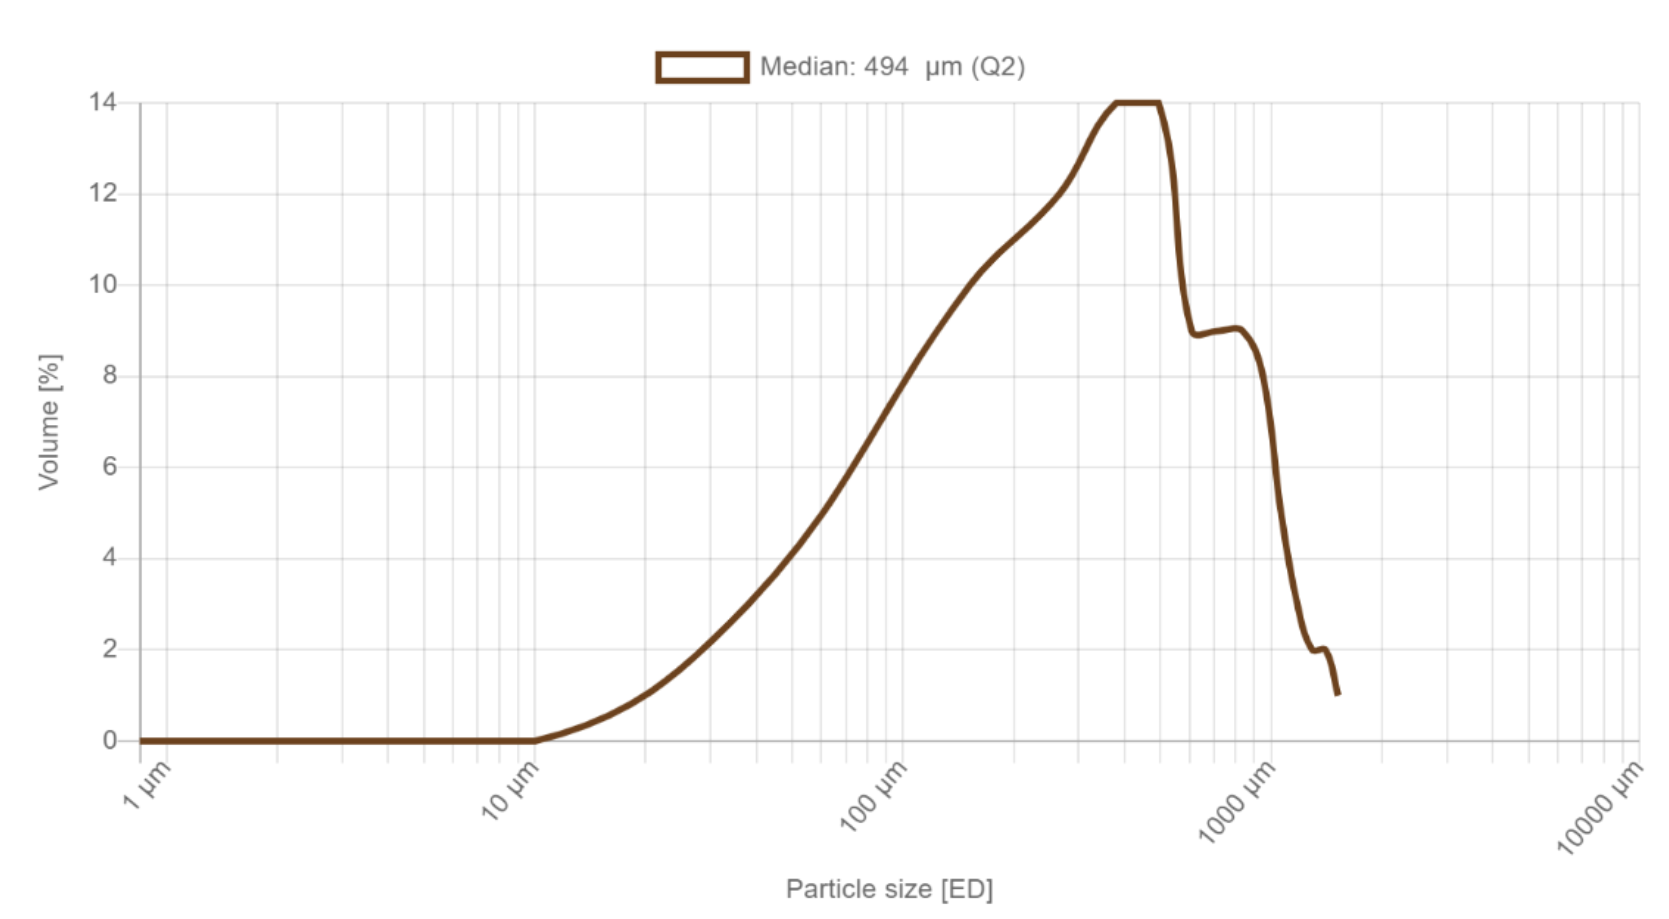 Median: 494 µm (Q2)
14
12
10
8
6
4
2
0
Volume [%]
1 µm
10 µm
100 µm
1000 µm
10000 µm
Particle size [ED]